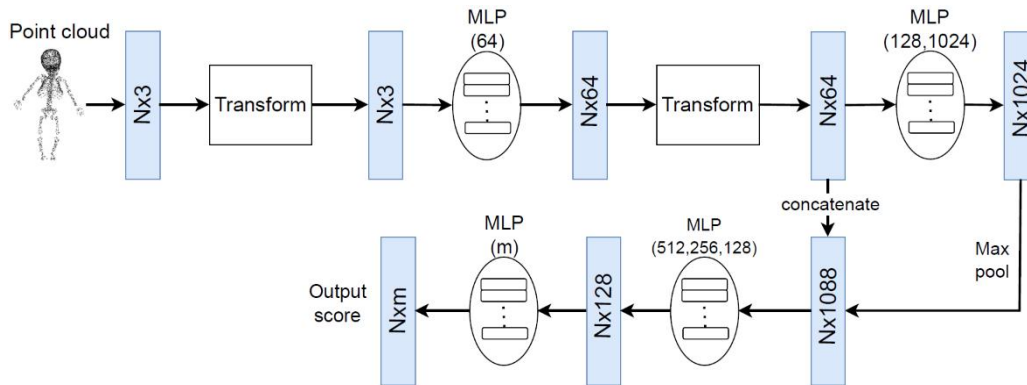 Point cloud
Nx3
Transform
Nx3
MLP
(64)
Nx64
Transform
Nx64
MLP
(128,1024)
Nx1024
concatenate
Max
pool
Nx1088
MLP
(512,256,128)
Nx128
MLP
(m)
Nxm
Output
score